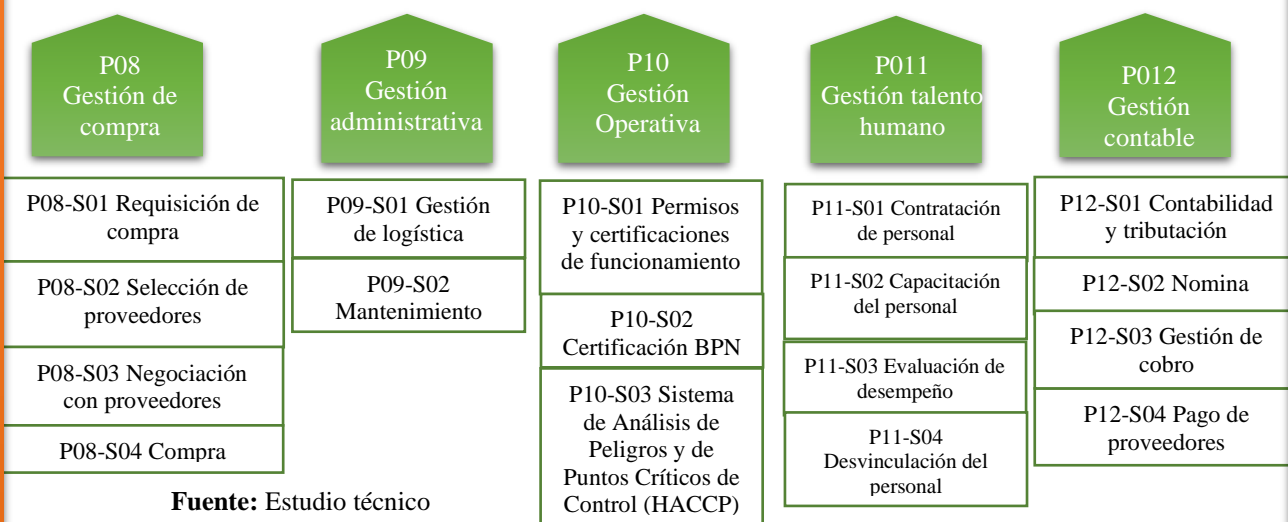 P08
Gestión de
compra
P08-S01 Requisición de
compra
P08-S02 Selección de
proveedores
P08-S03 Negociación
con proveedores
P08-S04 Compra
P09
Gestión
administrativa
P09-S01 Gestión
de logística
P09-S02
Mantenimiento
P10
Gestión
Operativa
P10-S01 Permisos
y certificaciones
de funcionamiento
P10-S02
Certificación BPN
P10-S03 Sistema
de Análisis de
Peligros y de
Puntos Críticos de
Control (HACCP)
P011
Gestión talento
humano
P11-S01 Contratación
de personal
P11-S02 Capacitación
del personal
P11-S03 Evaluación de
desempeño
P11-S04
Desvinculación del
personal
P012
Gestión
contable
P12-S01 Contabilidad
y tributación
P12-S02 Nomina
P12-S03 Gestión de
cobro
P12-S04 Pago de
proveedores
Fuente: Estudio técnico